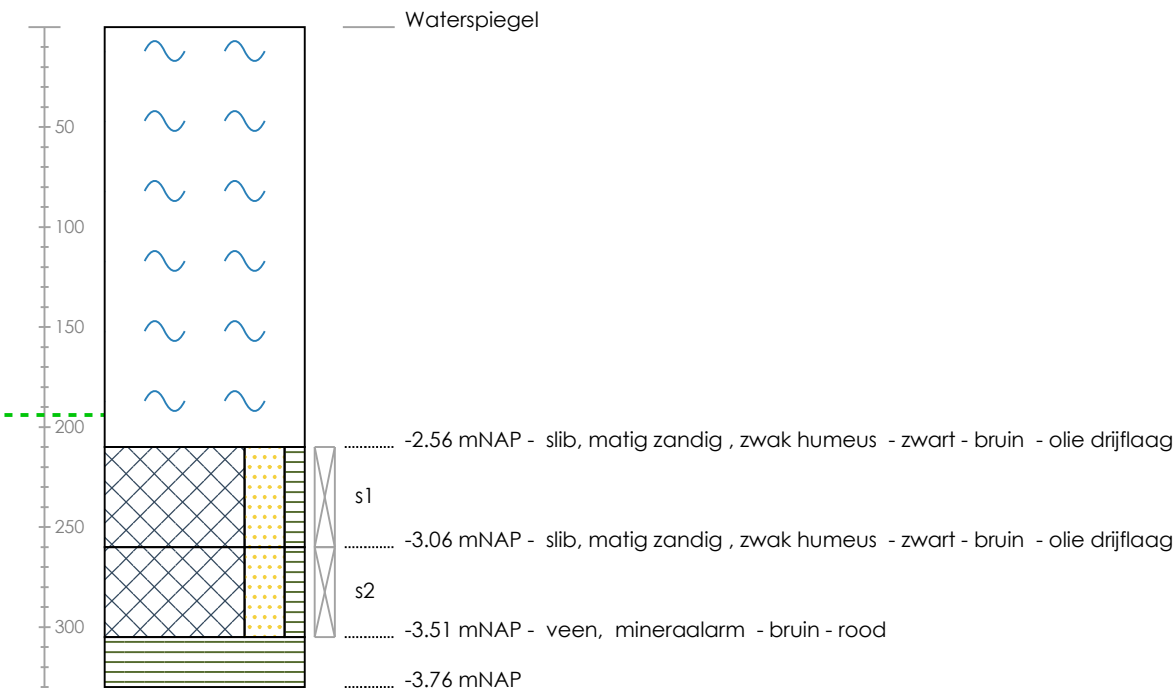 Waterspiegel
50
100
150
200
-2.56 mNAP - slib, matig zandig , zwak humeus - zwart - bruin - olie drijflaag
s1
250
-3.06 mNAP - slib, matig zandig , zwak humeus - zwart - bruin - olie drijflaag
s2
300
-3.51 mNAP - veen, mineraalarm - bruin - rood
-3.76 mNAP